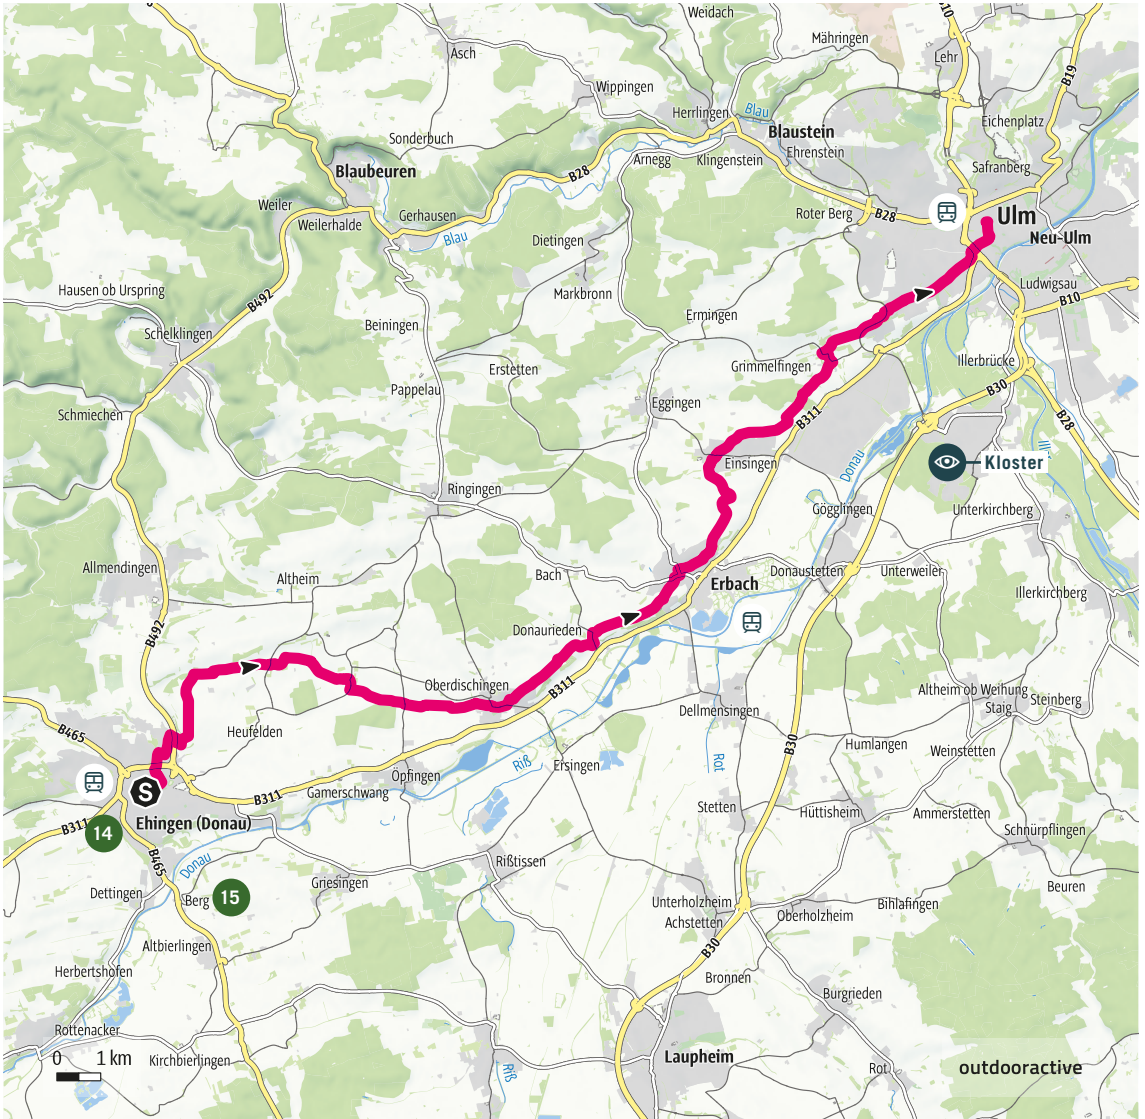 Weidach
B10
Mähringen
Lehr
Asch
B19
Wippingen
Herrlingen
Blau
Eichenplatz
Blaustein
Sonderbuch
Ehrenstein
Arnegg
Klingenstein
Safranberg
Blaubeuren
B28
Weiler
Gerhausen
Roter Berg
B28
Ulm
Weilerhalde
Blau
Dietingen
Neu-Ulm
Hausen ob Urspring
Markbronn
Ludwigsau
B492
B10
Ermingen
Beiningen
Schelklingen
Grimmelfingen
Illerbrücke
Erstetten
Pappelau
B30
Eggingen
Schmiechen
B311
B28
Einsingen
Donau
Kloster
Ringingen
Gögglingen
Unterkirchberg
Allmendingen
Altheim
Bach
Erbach
Donaustetten
Unterweiler
Illerkirchberg
B492
Donaurieden
Oberdischingen
B311
Altheim ob Weihung
Steinberg
Staig
Dellmensingen
B465
Heufelden
B30
Humlangen
Weinstetten
Rot
Riß
Ersingen
Öpfingen
S
B311
Gamerschwang
Stetten
Hüttisheim
Ammerstetten
B311
14
Ehingen (Donau)
Schnürpflingen
B465
Donau
Rißtissen
Griesingen
Beuren
Dettingen
Berg
15
Unterholzheim
Bihlafingen
Achstetten
Oberholzheim
Altbierlingen
B30
Herbertshofen
Bronnen
Burgrieden
Rottenacker
0 1 km
Kirchbierlingen
Laupheim
Riß
Rot
outdooractive